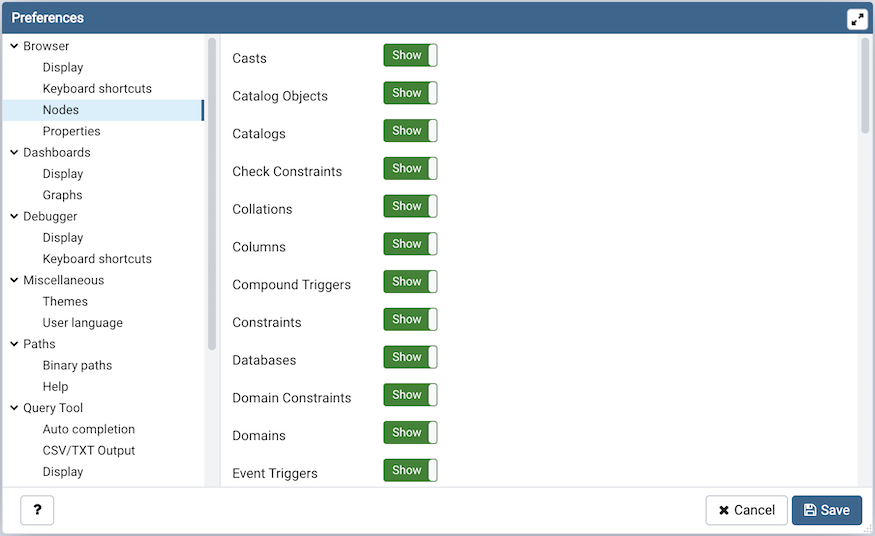 Preferences
Browser
Display
Keyboard shortcuts
Nodes
Properties
Dashboards
Display
Graphs
Debugger
Display
Keyboard shortcuts
Miscellaneous
Themes
User language
Paths
Binary paths
Help
Query Tool
Auto completion
CSV/TXT Output
Display
Casts Show
Catalog Objects Show
Catalogs Show
Check Constraints Show
Collations Show
Columns Show
Compound Triggers Show
Constraints Show
Databases Show
Domain Constraints Show
Domains Show
Event Triggers Show
? Cancel Save